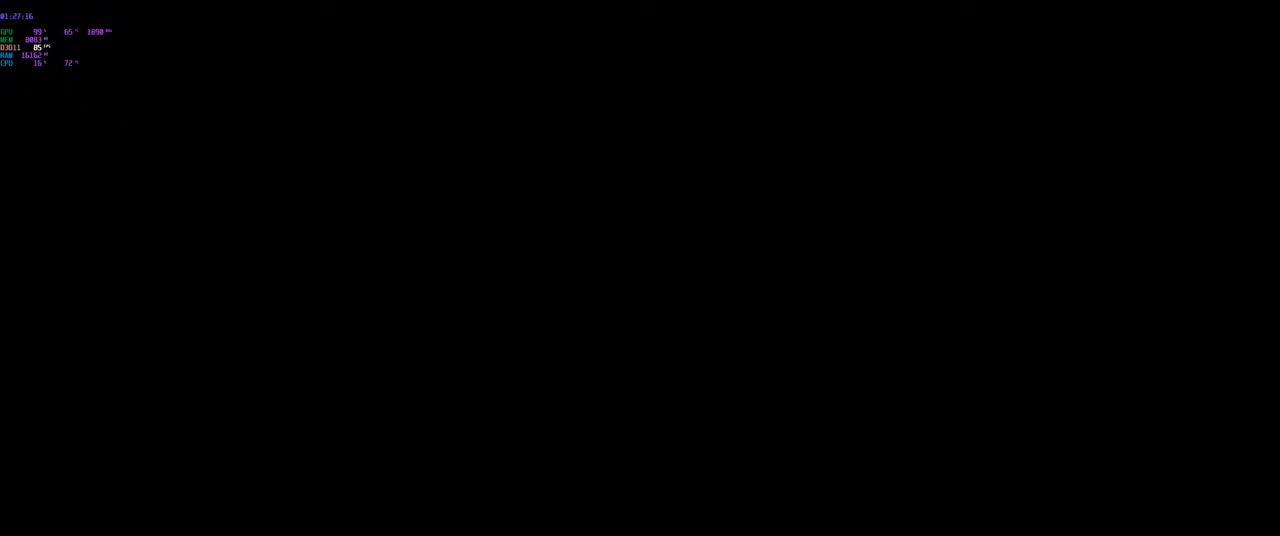 01:27:16
GPU 99 % 65 °C 1890 MHz
MEM 8083 MB
D3D11 85 FPS
RAM 16162 MB
CPU 16 % 72 °C